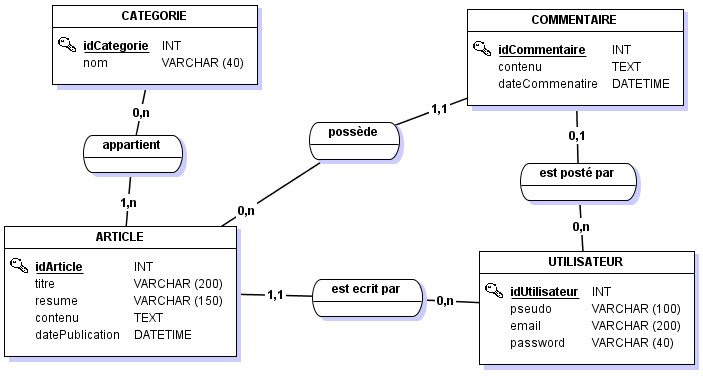 CATEGORIE
idCategorie INT
nom VARCHAR (40)
COMMENTAIRE
idCommentaire INT
contenu TEXT
dateCommenatire DATETIME
0,n
1,1
appartient
possède
0,1
est posté par
1,n
0,n
0,n
ARTICLE
idArticle INT
titre VARCHAR (200)
resume VARCHAR (150)
contenu TEXT
datePublication DATETIME
1,1
est ecrit par
0,n
UTILISATEUR
idUtilisateur INT
pseudo VARCHAR (100)
email VARCHAR (200)
password VARCHAR (40)